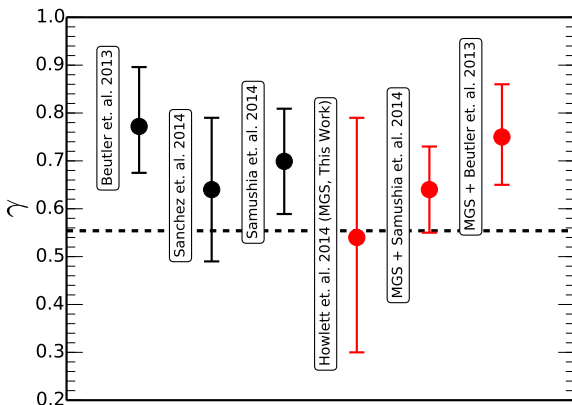 1.0
0.9
0.8
0.7
0.6
0.5
0.4
0.3
0.2
γ
Beutler et. al. 2013
Sanchez et. al. 2014
Samushia et. al. 2014
Howlett et. al. 2014 (MGS, This Work)
MGS + Samushia et. al. 2014
MGS + Beutler et. al. 2013